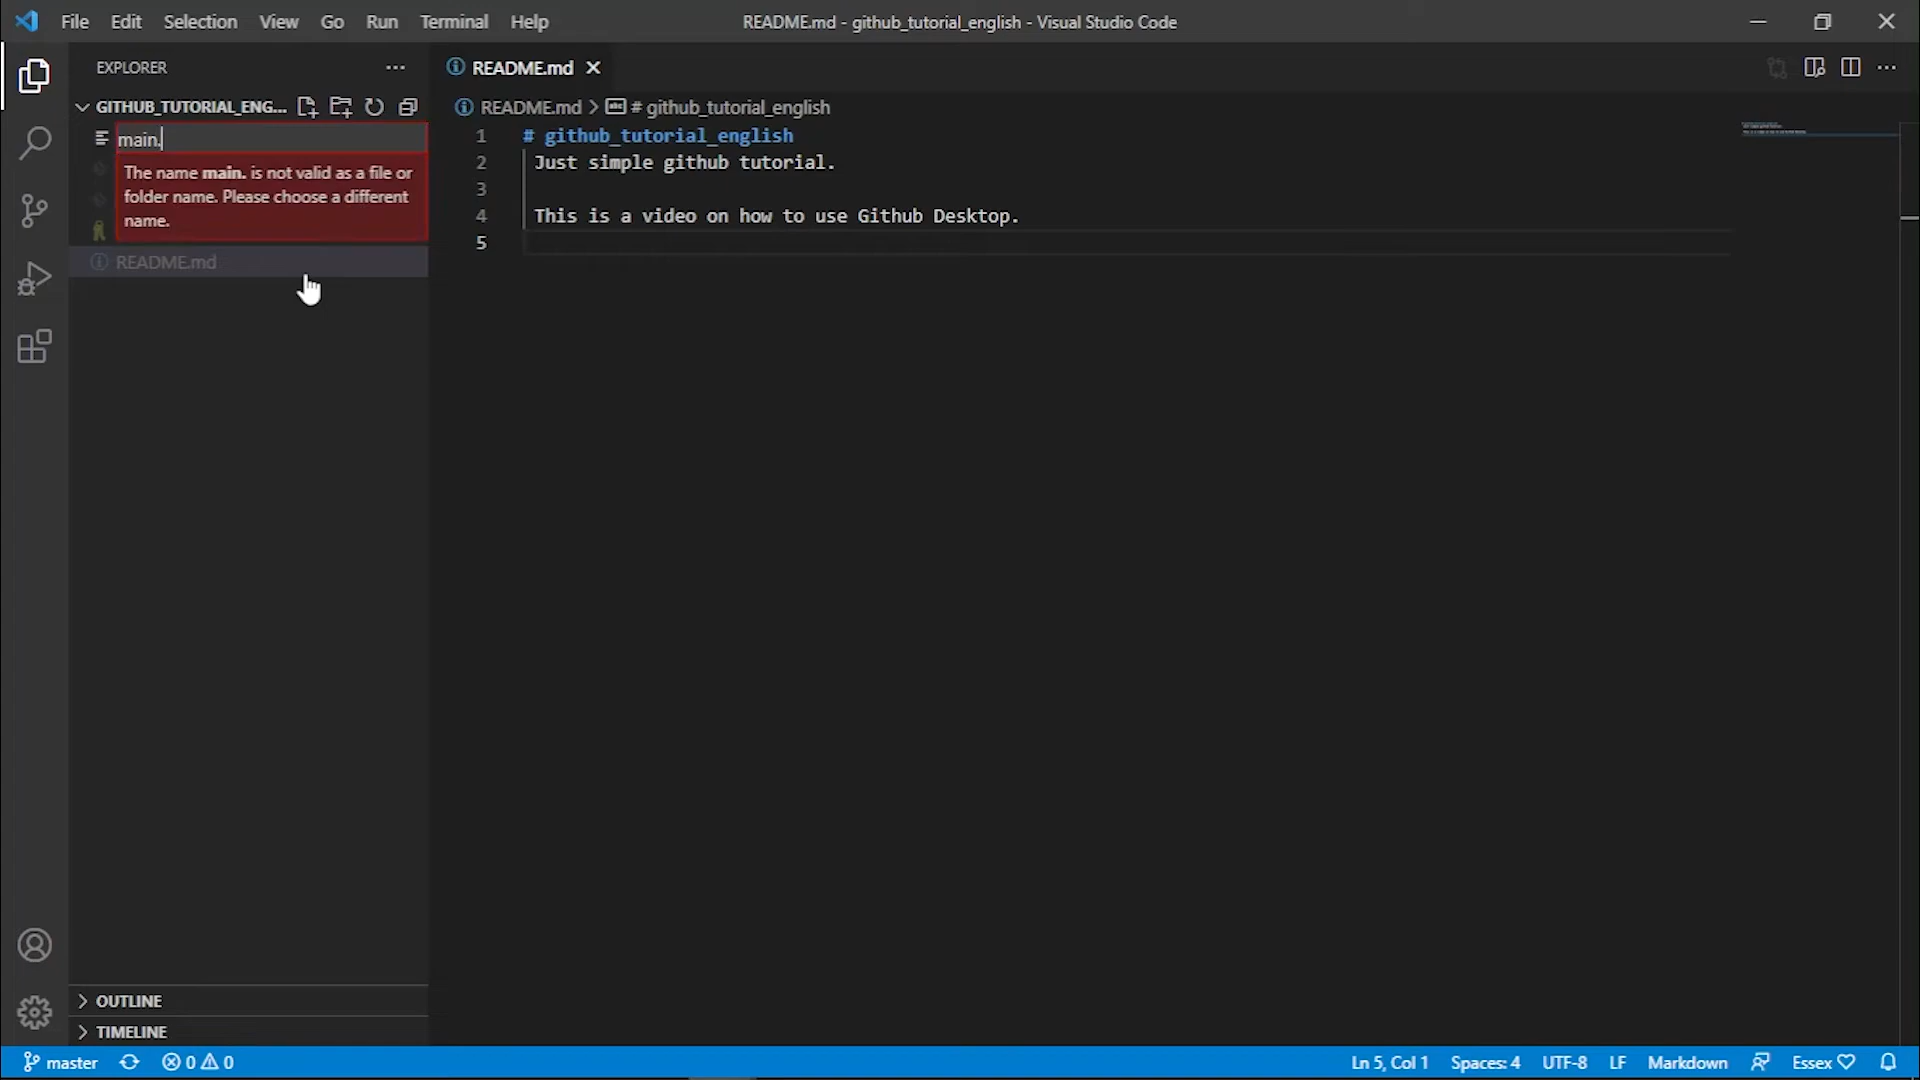 File Edit Selection View Go Run Terminal Help
README.md - github_tutorial_english - Visual Studio Code
EXPLORER
GITHUB_TUTORIAL_ENG...
main.
The name main. is not valid as a file or
folder name. Please choose a different
name.
README.md
OUTLINE
TIMELINE
README.md
README.md > # github_tutorial_english
1 # github_tutorial_english
2 Just simple github tutorial.
3
4 This is a video on how to use Github Desktop.
5
master 0 0
Ln 5, Col 1 Spaces: 4 UTF-8 LF Markdown Essex